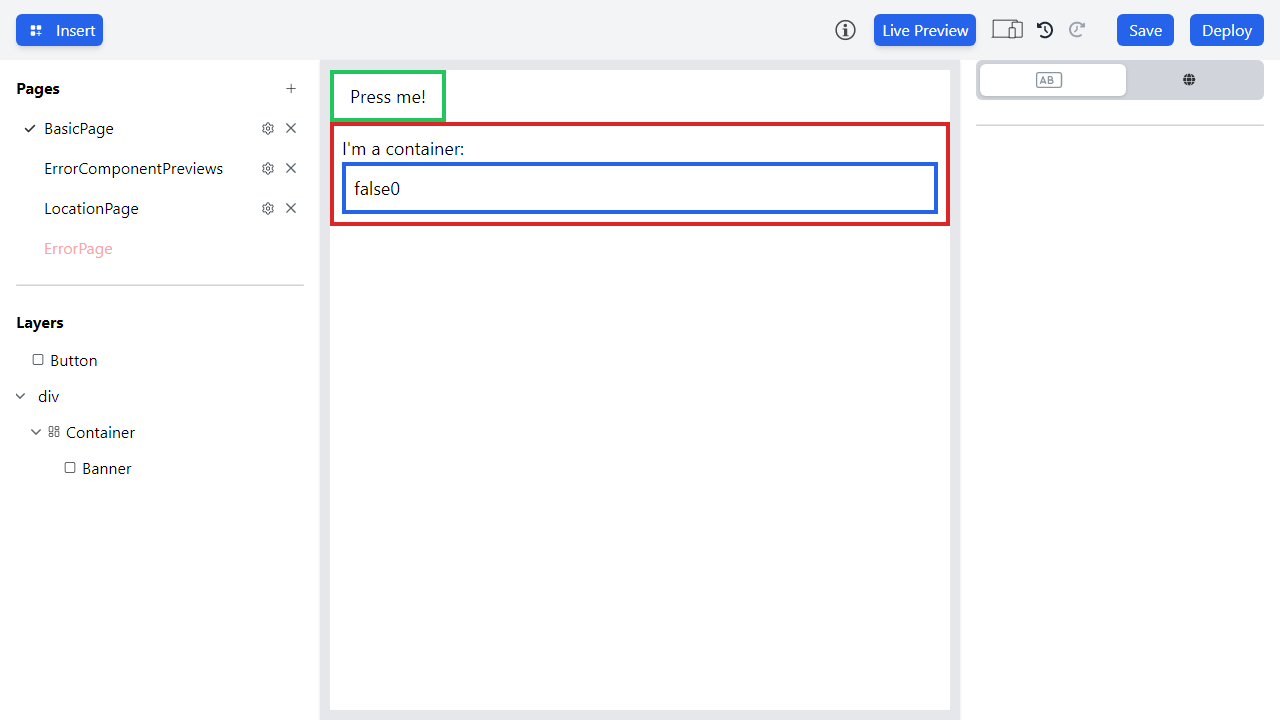 Insert
Live Preview
Save
Deploy
Pages
BasicPage
ErrorComponentPreviews
LocationPage
ErrorPage
Layers
Button
div
Container
Banner
Press me!
I'm a container:
false0
AB